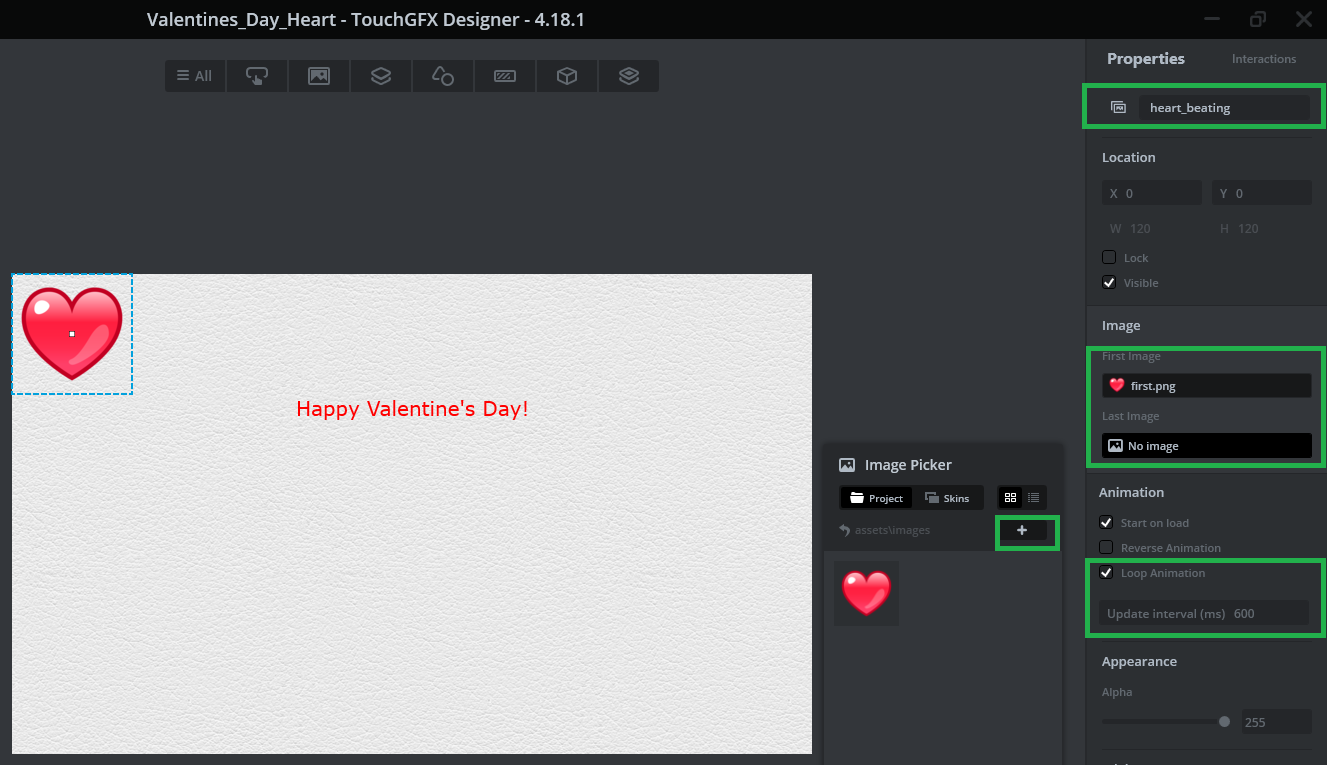 Valentines_Day_Heart - TouchGFX Designer - 4.18.1
All
Properties
Interactions
heart_beating
Location
X 0
Y 0
W 120
H 120
Lock
Visible
Image
First Image
first.png
Last Image
No image
Happy Valentine's Day!
Image Picker
Project
Skins
assets\images
+
Animation
Start on load
Reverse Animation
Loop Animation
Update interval (ms) 600
Appearance
Alpha
255